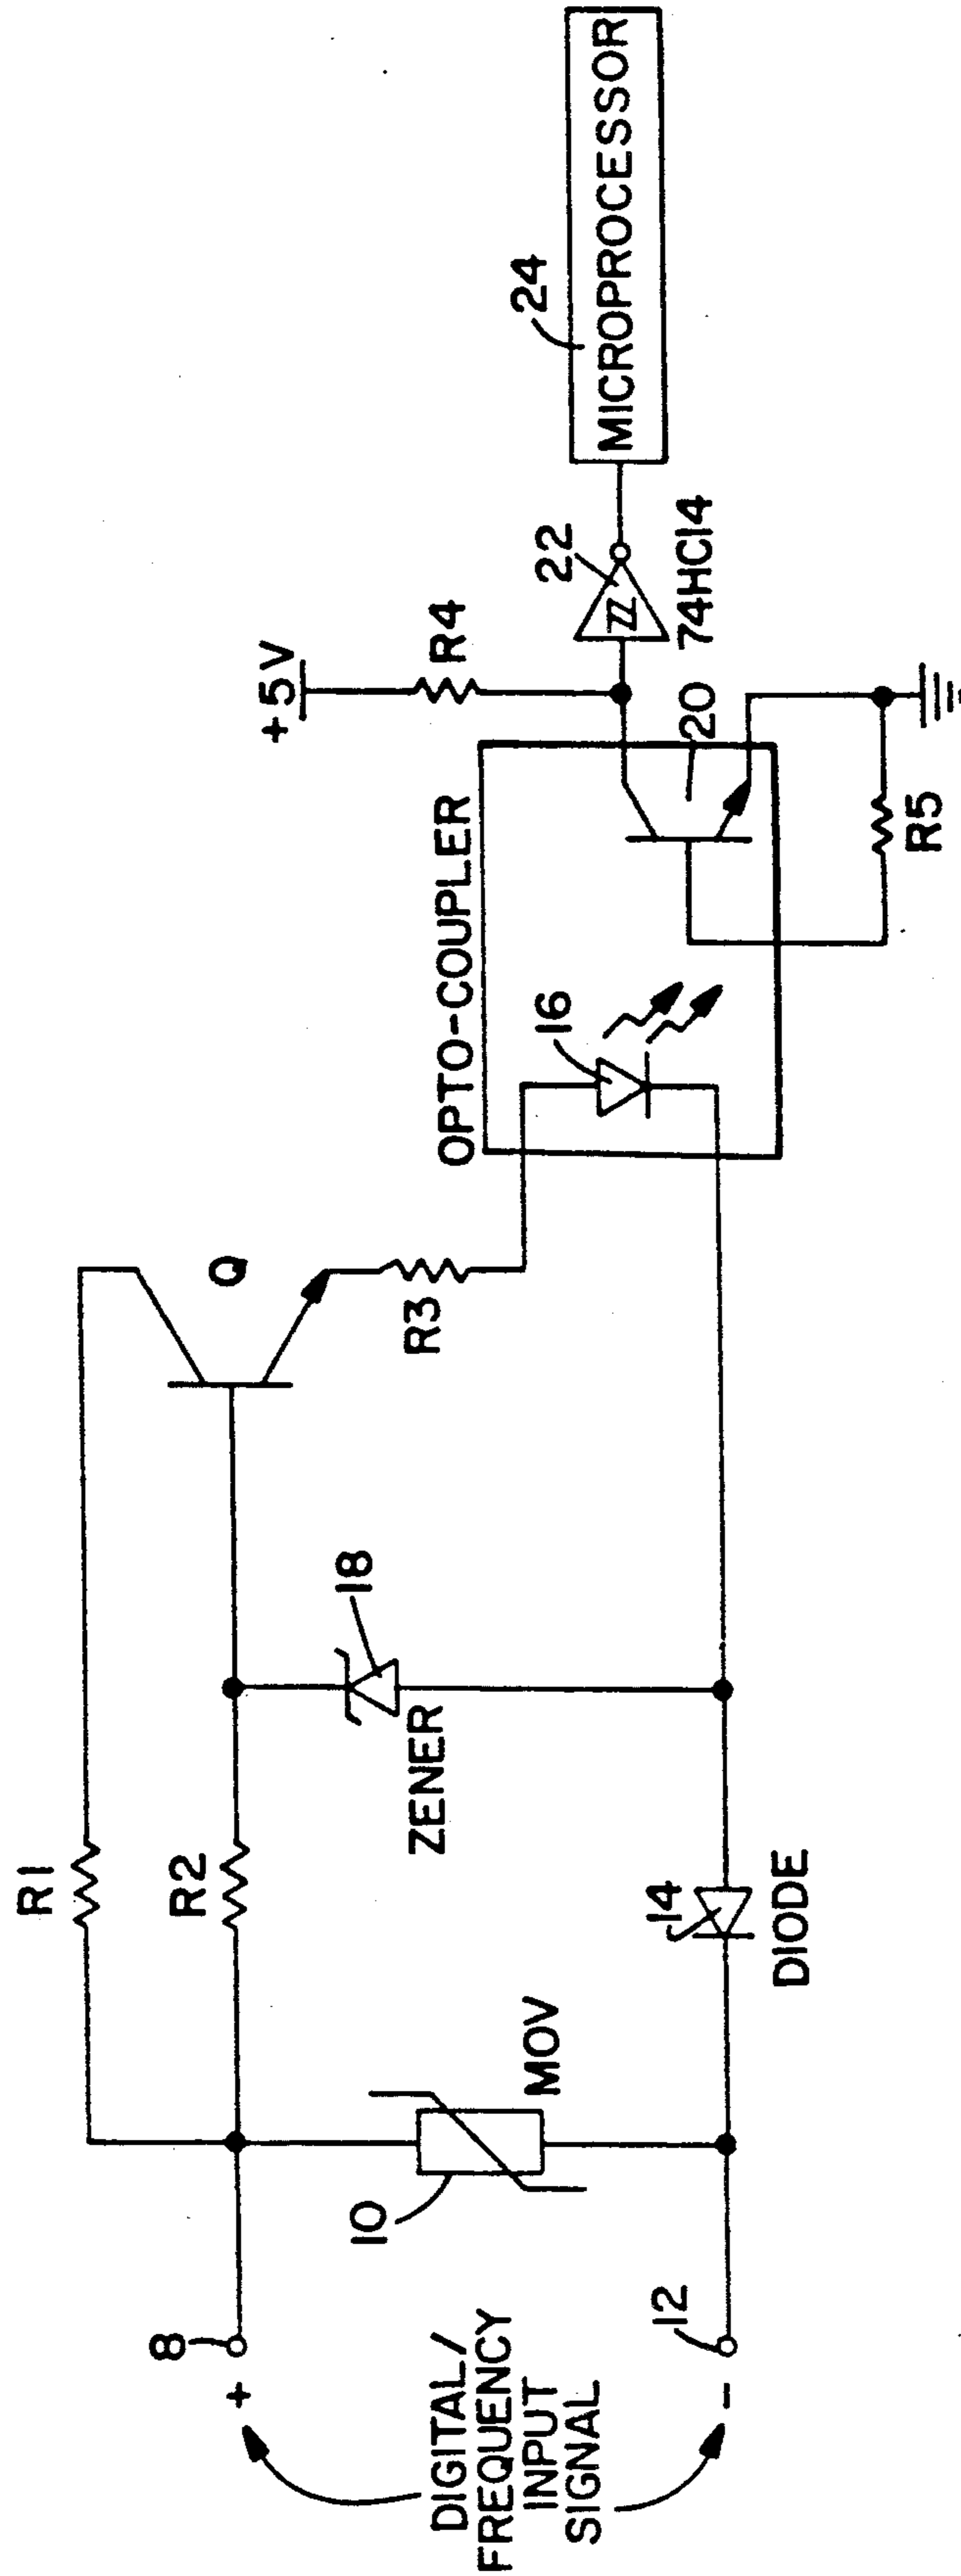 DIGITAL/
FREQUENCY
INPUT
SIGNAL
+
8
-
12
10
MOV
R1
R2
14
DIODE
ZENER
18
Q
R3
OPTO-COUPLER
16
20
R5
+5V
R4
22
74HC14
24
MICROPROCESSOR